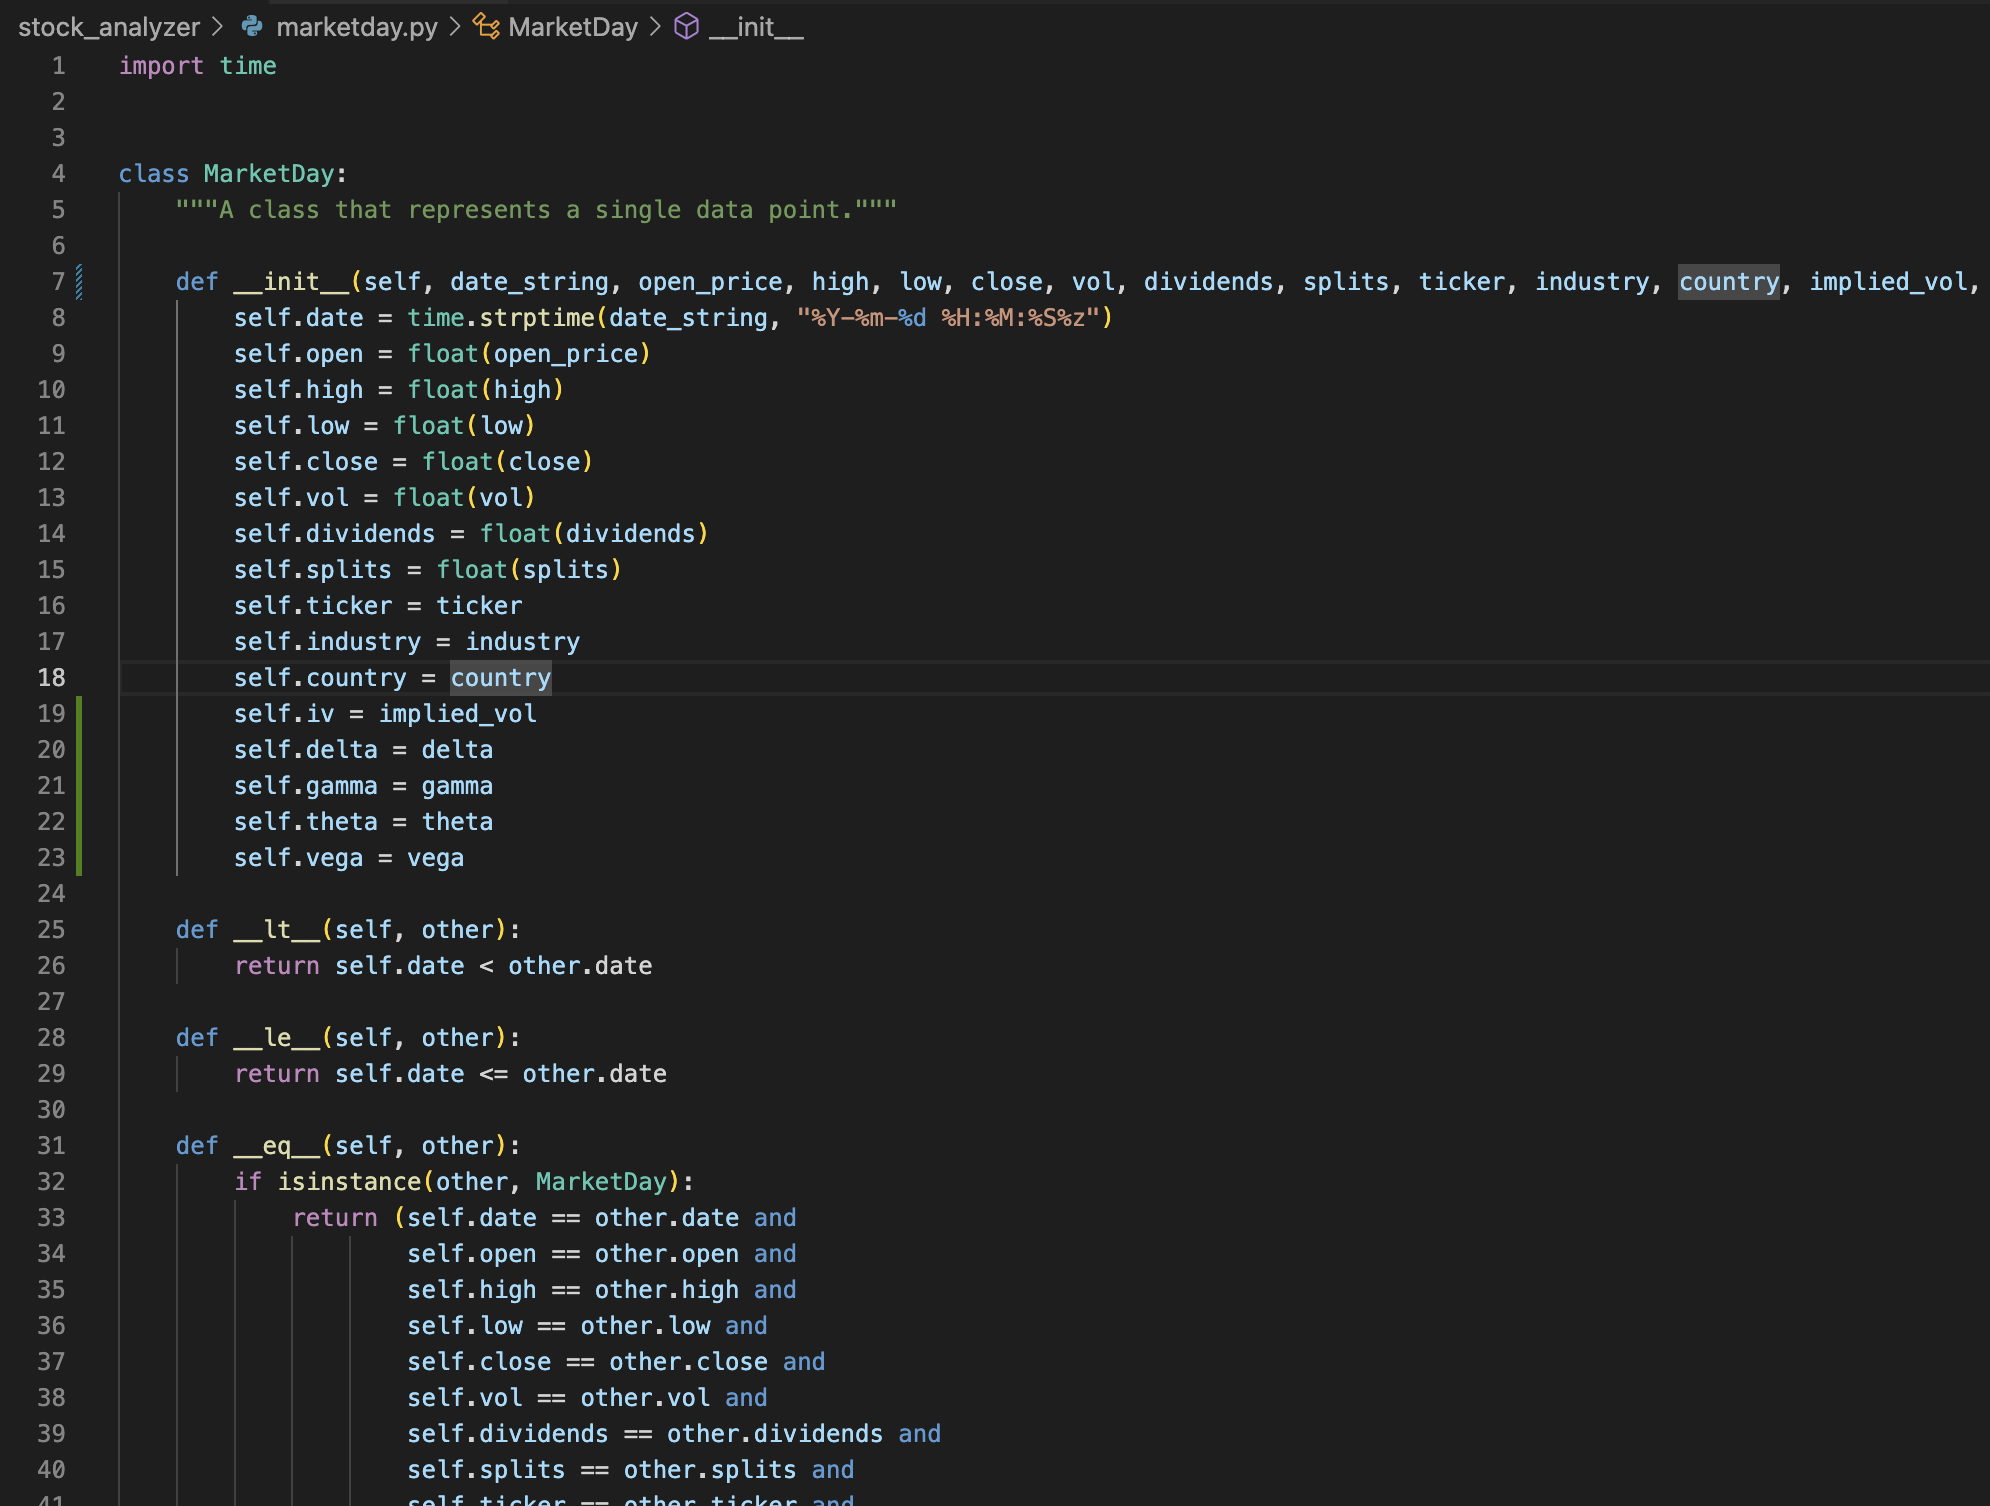 stock_analyzer > marketday.py > MarketDay > __init__
1 import time
2
3
4 class MarketDay:
5     """A class that represents a single data point."""
6
7     def __init__(self, date_string, open_price, high, low, close, vol, dividends, splits, ticker, industry, country, implied_vol,
8         self.date = time.strptime(date_string, "%Y-%m-%d %H:%M:%S%z")
9         self.open = float(open_price)
10         self.high = float(high)
11         self.low = float(low)
12         self.close = float(close)
13         self.vol = float(vol)
14         self.dividends = float(dividends)
15         self.splits = float(splits)
16         self.ticker = ticker
17         self.industry = industry
18         self.country = country
19         self.iv = implied_vol
20         self.delta = delta
21         self.gamma = gamma
22         self.theta = theta
23         self.vega = vega
24
25     def __lt__(self, other):
26         return self.date < other.date
27
28     def __le__(self, other):
29         return self.date <= other.date
30
31     def __eq__(self, other):
32         if isinstance(other, MarketDay):
33             return (self.date == other.date and
34                     self.open == other.open and
35                     self.high == other.high and
36                     self.low == other.low and
37                     self.close == other.close and
38                     self.vol == other.vol and
39                     self.dividends == other.dividends and
40                     self.splits == other.splits and
41                     self.ticker == other.ticker and